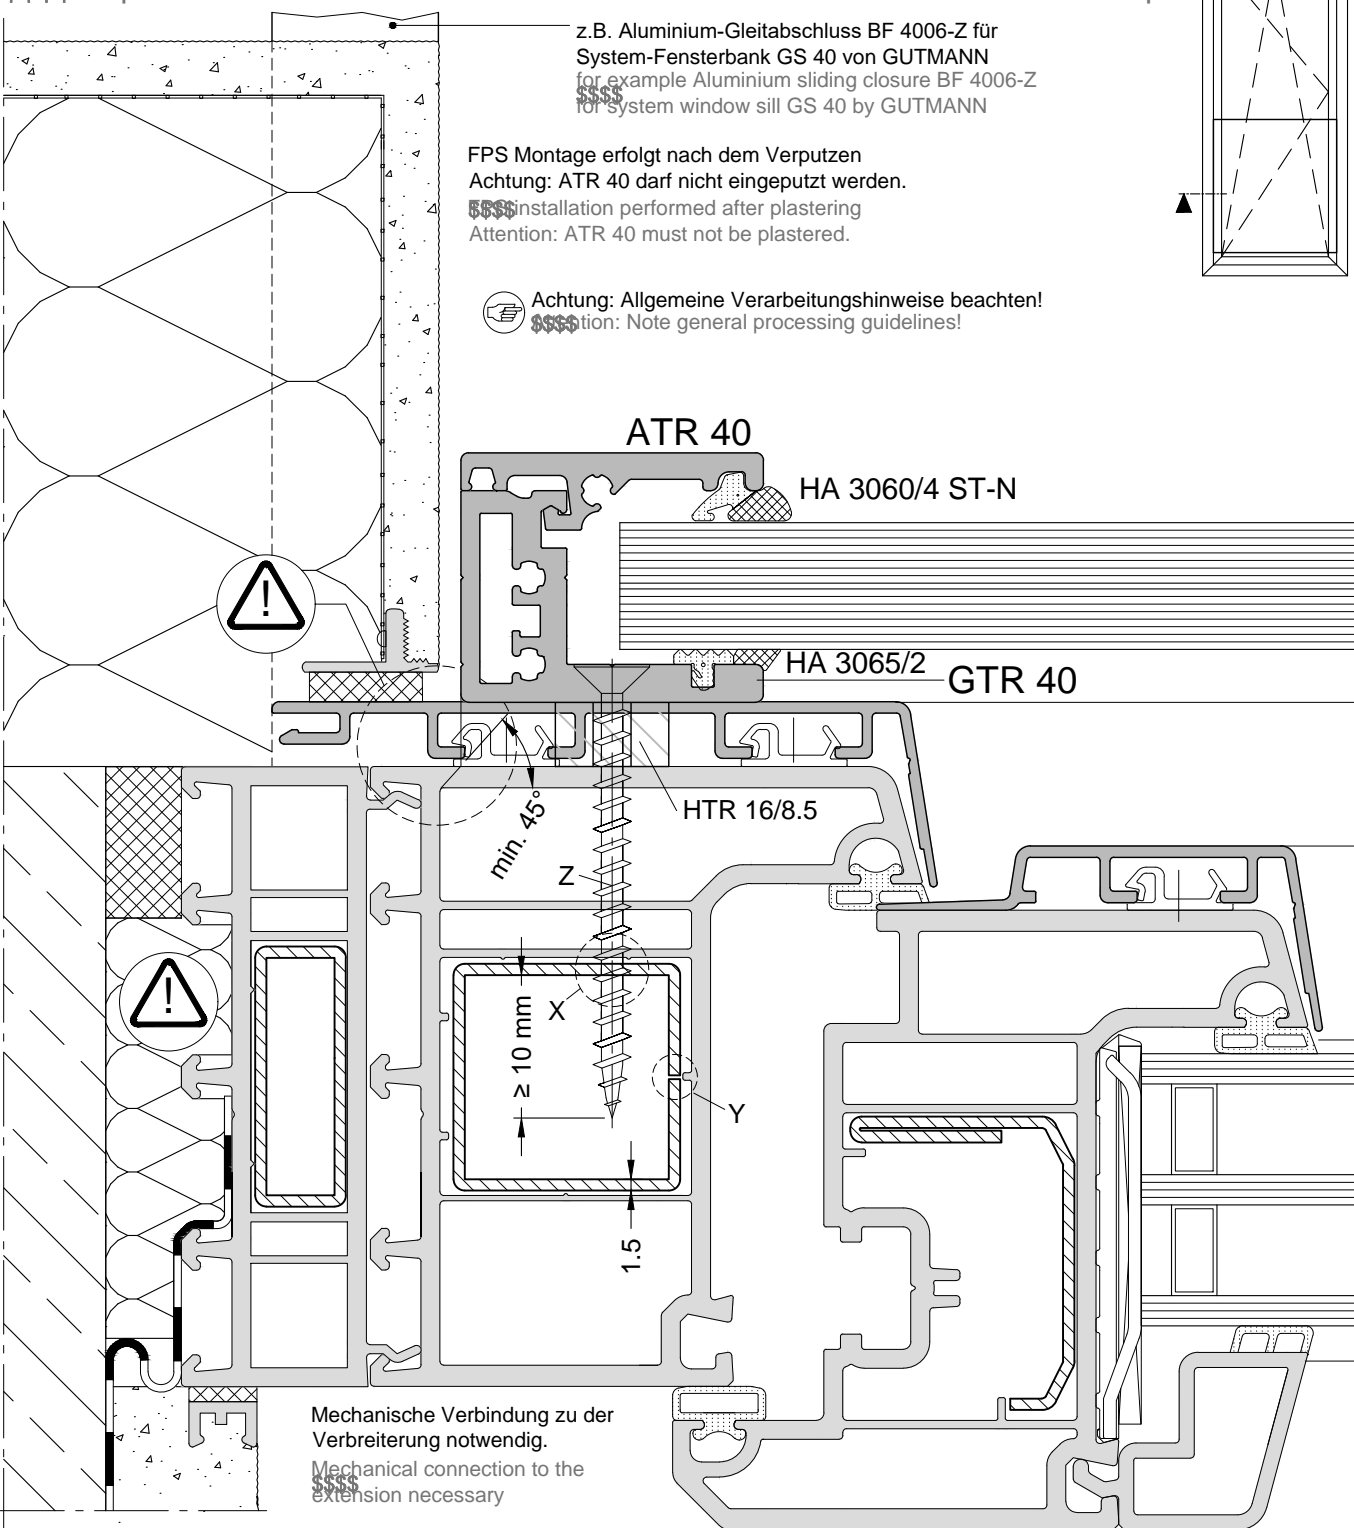 z.B. Aluminium-Gleitabschluss BF 4006-Z für
System-Fensterbank GS 40 von GUTMANN
for example Aluminium sliding closure BF 4006-Z
$$$$
for system window sill GS 40 by GUTMANN
FPS Montage erfolgt nach dem Verputzen
Achtung: ATR 40 darf nicht eingeputzt werden.
$$$$ installation performed after plastering
Attention: ATR 40 must not be plastered.
Achtung: Allgemeine Verarbeitungshinweise beachten!
$$$$tion: Note general processing guidelines!
ATR 40
HA 3060/4 ST-N
!
HA 3065/2
GTR 40
min. 45°
HTR 16/8.5
Z
!
X
≥ 10 mm
Y
1.5
Mechanische Verbindung zu der
Verbreiterung notwendig.
Mechanical connection to the
$$$$
extension necessary